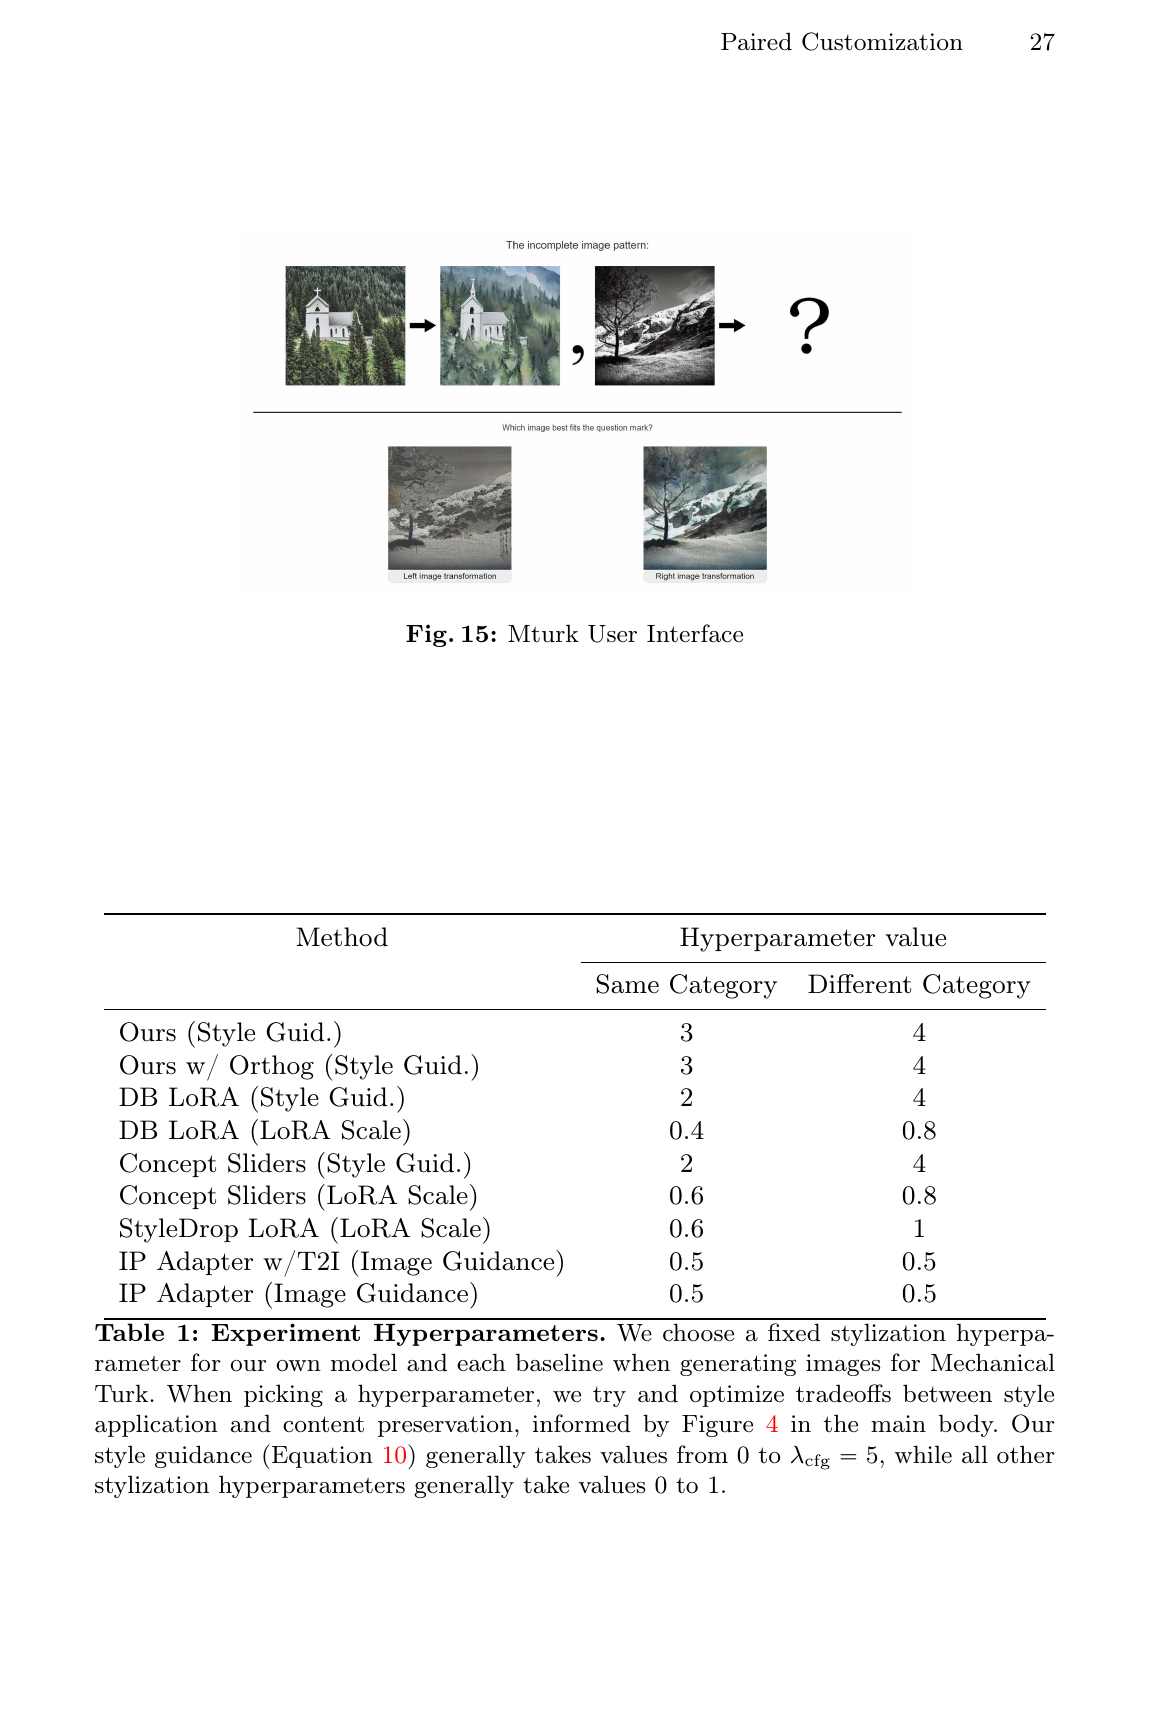 Paired Customization 27
The incomplete image pattern:
, ?
Which image best fits the question mark?
Left image transformation Right image transformation
Fig. 15: Mturk User Interface
Method Hyperparameter value
Same Category Different Category
Ours (Style Guid.) 3 4
Ours w/ Orthog (Style Guid.) 3 4
DB LoRA (Style Guid.) 2 4
DB LoRA (LoRA Scale) 0.4 0.8
Concept Sliders (Style Guid.) 2 4
Concept Sliders (LoRA Scale) 0.6 0.8
StyleDrop LoRA (LoRA Scale) 0.6 1
IP Adapter w/T2I (Image Guidance) 0.5 0.5
IP Adapter (Image Guidance) 0.5 0.5
Table 1: Experiment Hyperparameters. We choose a fixed stylization hyperpa-
rameter for our own model and each baseline when generating images for Mechanical
Turk. When picking a hyperparameter, we try and optimize tradeoffs between style
application and content preservation, informed by Figure 4 in the main body. Our
style guidance (Equation 10) generally takes values from 0 to λcfg = 5, while all other
stylization hyperparameters generally take values 0 to 1.